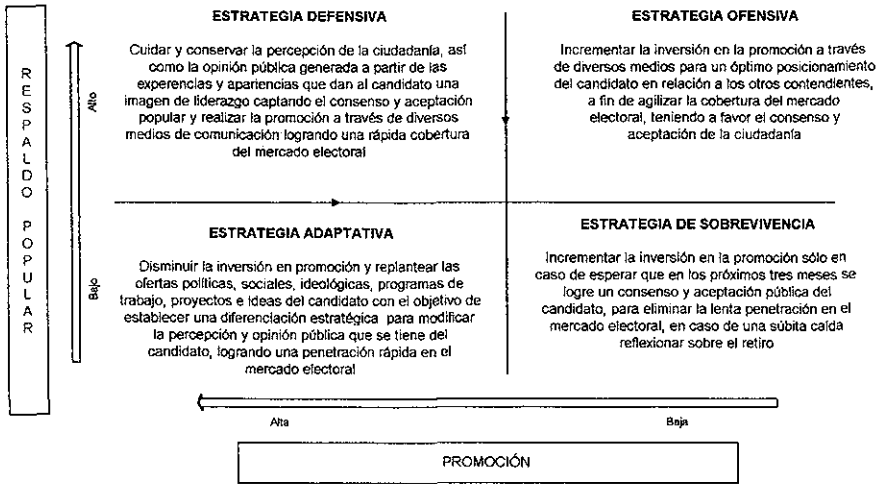 RESPALDO POPULAR
Alto
Bajo
ESTRATEGIA DEFENSIVA
Cuidar y conservar la percepción de la ciudadanía, así
como la opinión pública generada a partir de las
experencias y apariencias que dan al candidato una
imagen de liderazgo captando el consenso y aceptación
popular y realizar la promoción a través de diversos
medios de comunicación logrando una rápida cobertura
del mercado electoral
ESTRATEGIA OFENSIVA
Incrementar la inversión en la promoción a través
de diversos medios para un óptimo posicionamiento
del candidato en relación a los otros contendientes,
a fin de agilizar la cobertura del mercado
electoral, teniendo a favor el consenso y
aceptación de la ciudadanía
ESTRATEGIA ADAPTATIVA
Disminuir la inversión en promoción y replantear las
ofertas políticas, sociales, ideológicas, programas de
trabajo, proyectos e ideas del candidato con el objetivo de
establecer una diferenciación estratégica para modificar
la percepción y opinión pública que se tiene del
candidato, logrando una penetración rápida en el
mercado electoral
ESTRATEGIA DE SOBREVIVENCIA
Incrementar la inversión en la promoción sólo en
caso de esperar que en los próximos tres meses se
logre un consenso y aceptación pública del
candidato, para eliminar la lenta penetración en el
mercado electoral, en caso de una súbita caída
reflexionar sobre el retiro
Alta
Baja
PROMOCIÓN